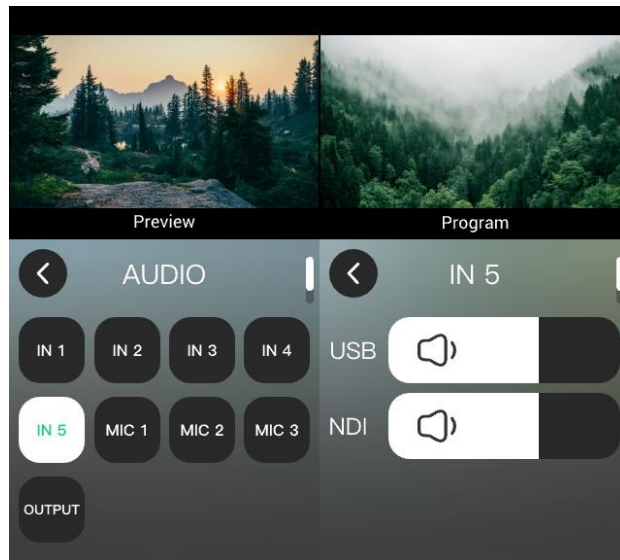 Preview
Program
AUDIO
IN 1
IN 2
IN 3
IN 4
IN 5
MIC 1
MIC 2
MIC 3
OUTPUT
IN 5
USB
NDI